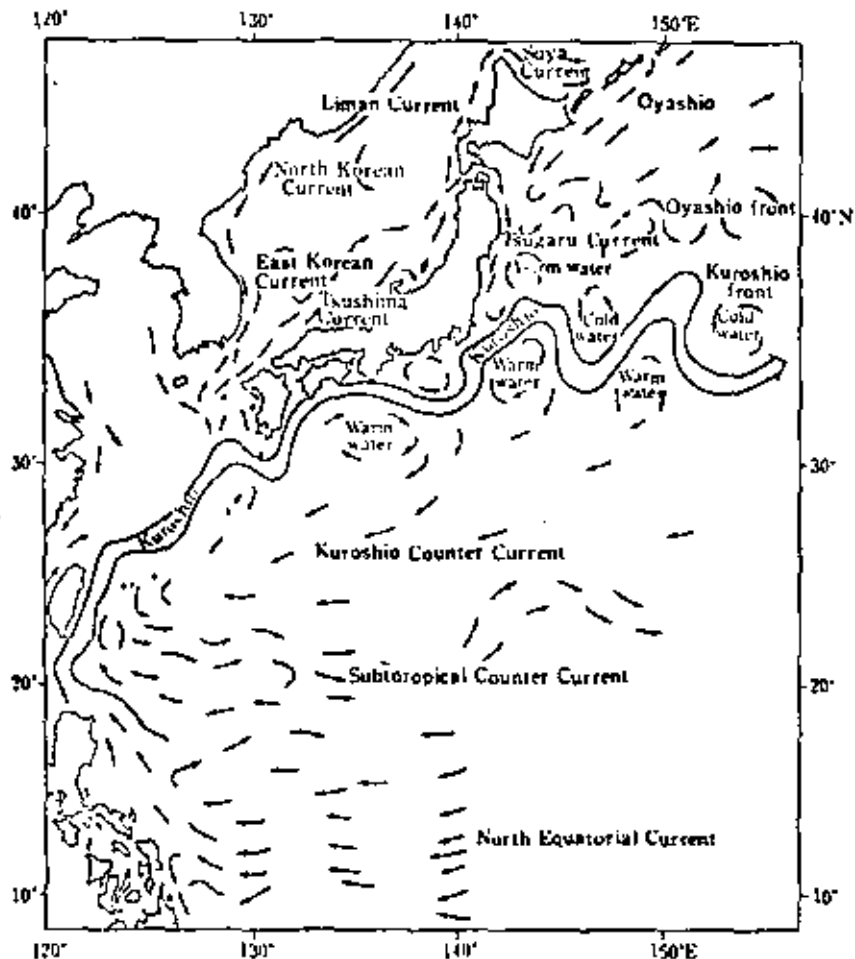 120°
130°
140°
150°E
Current
Oyashio
Liman Current
North Korean
Current
40°
Oyashio front
40°N
Tsugaru Current
Warm water
East Korean
Current
Kuroshio
front
Tsushima
Current
Cold
water
Cold
water
Kuroshio
Warm
water
Warm
water
Warm
water
30°
30°
Kuroshio
Kuroshio Counter Current
Subtoropical Counter Current
20°
20°
North Equatorial Current
10°
10°
120°
130°
140°
150°E